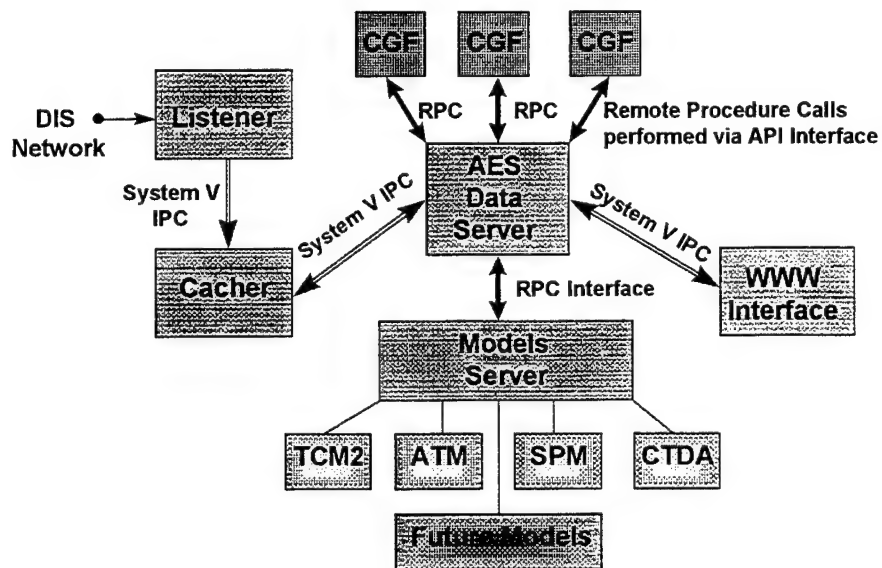 CGF
CGF
CGF
RPC
RPC
Remote Procedure Calls
performed via API Interface
DIS
Network
Listener
System V
IPC
AES
Data
Server
System V IPC
System V IPC
Cacher
RPC Interface
WWW
Interface
Models
Server
TCM2
ATM
SPM
CTDA
Future Models